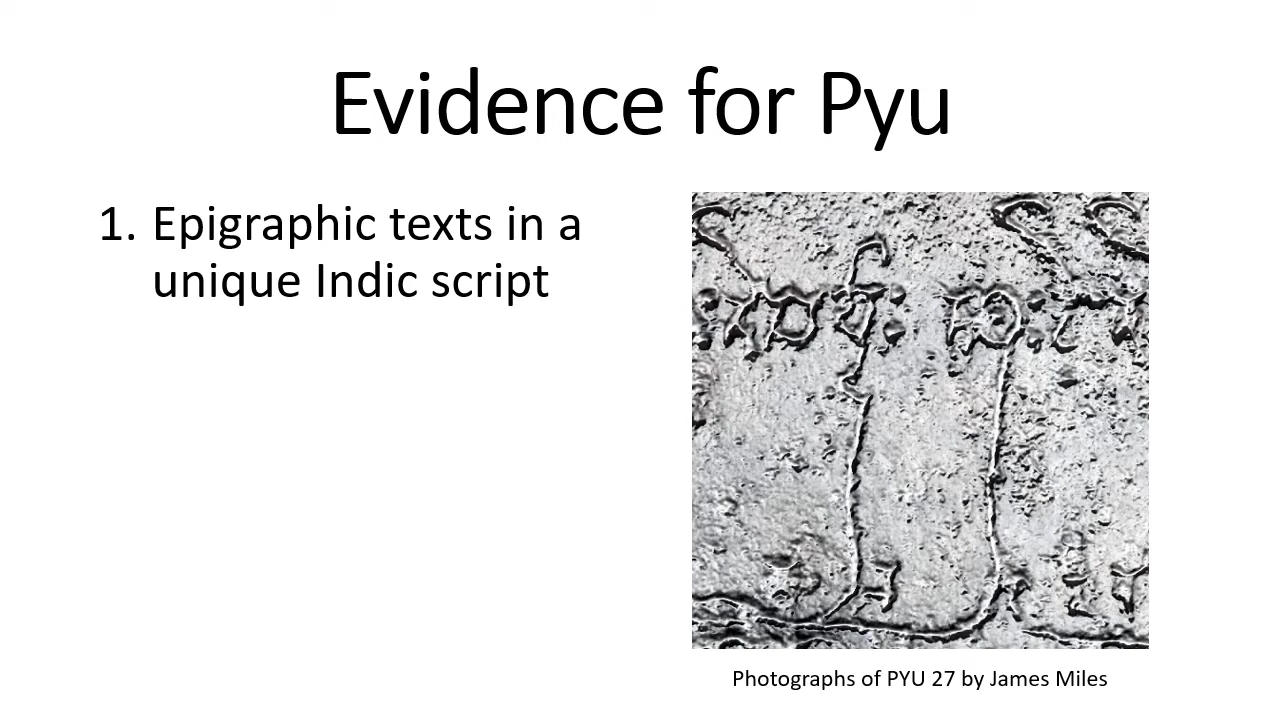 Evidence for Pyu
1. Epigraphic texts in a
unique Indic script
Photographs of PYU 27 by James Miles